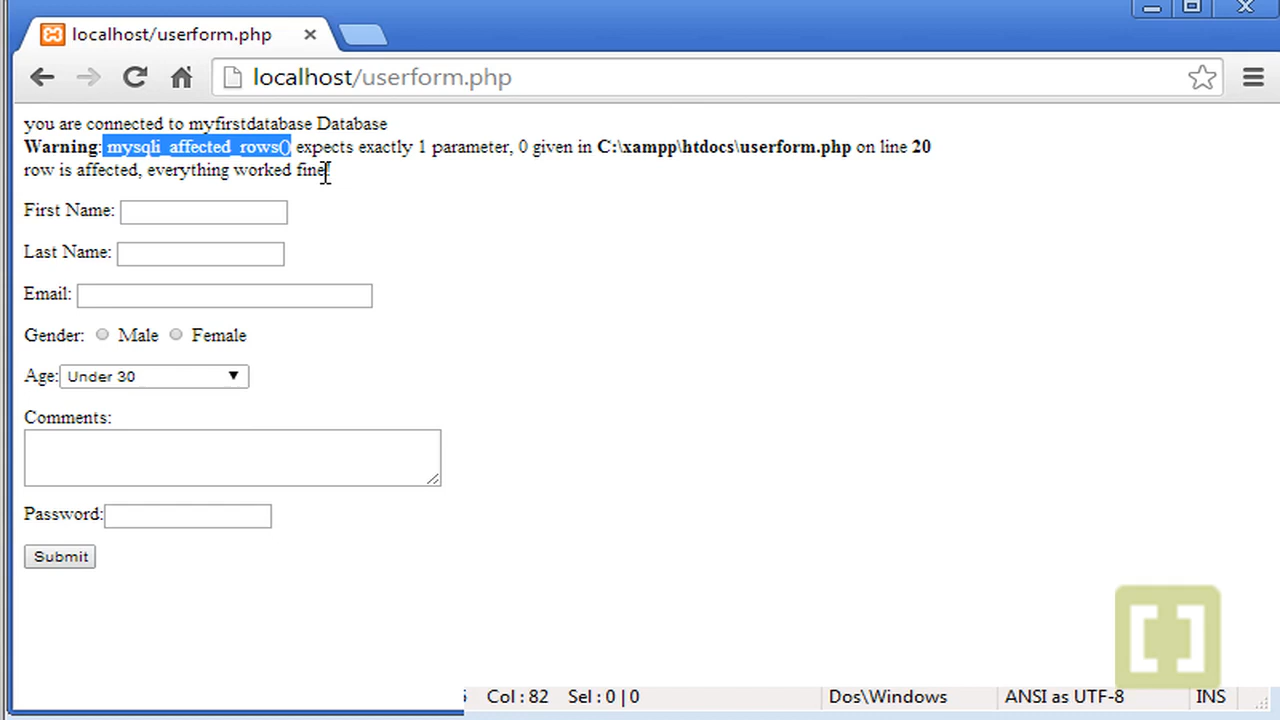 localhost/userform.php
localhost/userform.php
you are connected to myfirstdatabase Database
Warning: mysqli_affected_rows() expects exactly 1 parameter, 0 given in C:\xampp\htdocs\userform.php on line 20
row is affected, everything worked fine!
First Name:
Last Name:
Email:
Gender: Male Female
Age: Under 30
Comments:
Password:
Submit
Col : 82 Sel : 0 | 0 Dos\Windows ANSI as UTF-8 INS